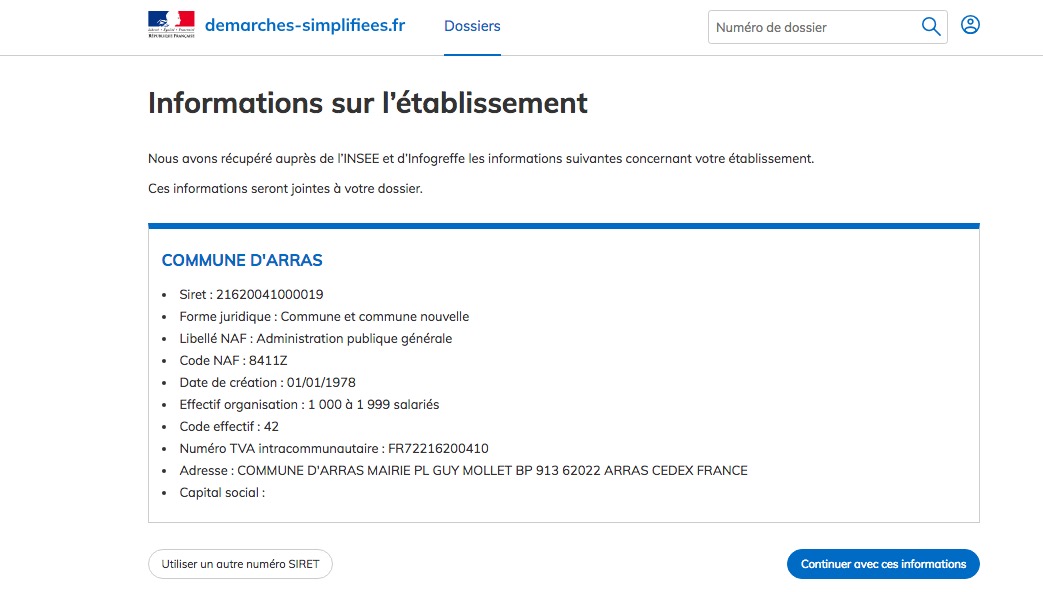 demarches-simplifiees.fr
Dossiers
Numéro de dossier
RÉPUBLIQUE FRANÇAISE
Informations sur l'établissement
Nous avons récupéré auprès de l'INSEE et d'Infogreffe les informations suivantes concernant votre établissement.
Ces informations seront jointes à votre dossier.
COMMUNE D'ARRAS
• Siret : 21620041000019
• Forme juridique : Commune et commune nouvelle
• Libellé NAF : Administration publique générale
• Code NAF : 8411Z
• Date de création : 01/01/1978
• Effectif organisation : 1 000 à 1 999 salariés
• Code effectif : 42
• Numéro TVA intracommunautaire : FR72216200410
• Adresse : COMMUNE D'ARRAS MAIRIE PL GUY MOLLET BP 913 62022 ARRAS CEDEX FRANCE
• Capital social :
Utiliser un autre numéro SIRET
Continuer avec ces informations